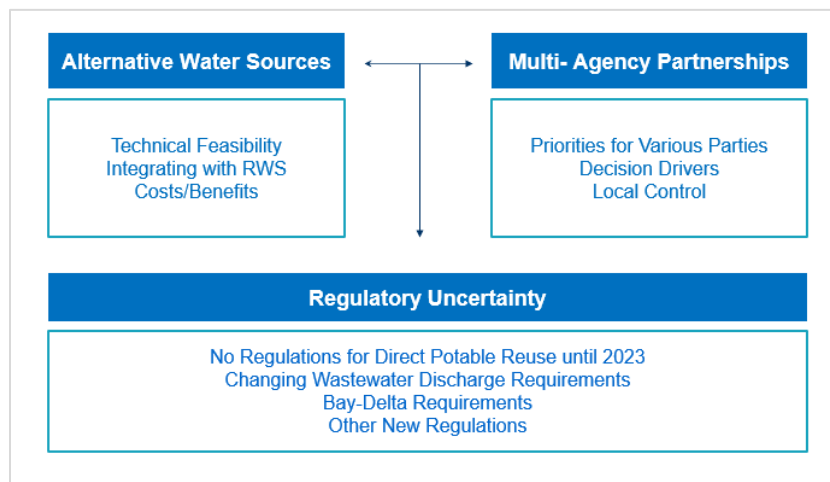 Alternative Water Sources
Technical Feasibility
Integrating with RWS
Costs/Benefits
Multi- Agency Partnerships
Priorities for Various Parties
Decision Drivers
Local Control
Regulatory Uncertainty
No Regulations for Direct Potable Reuse until 2023
Changing Wastewater Discharge Requirements
Bay-Delta Requirements
Other New Regulations